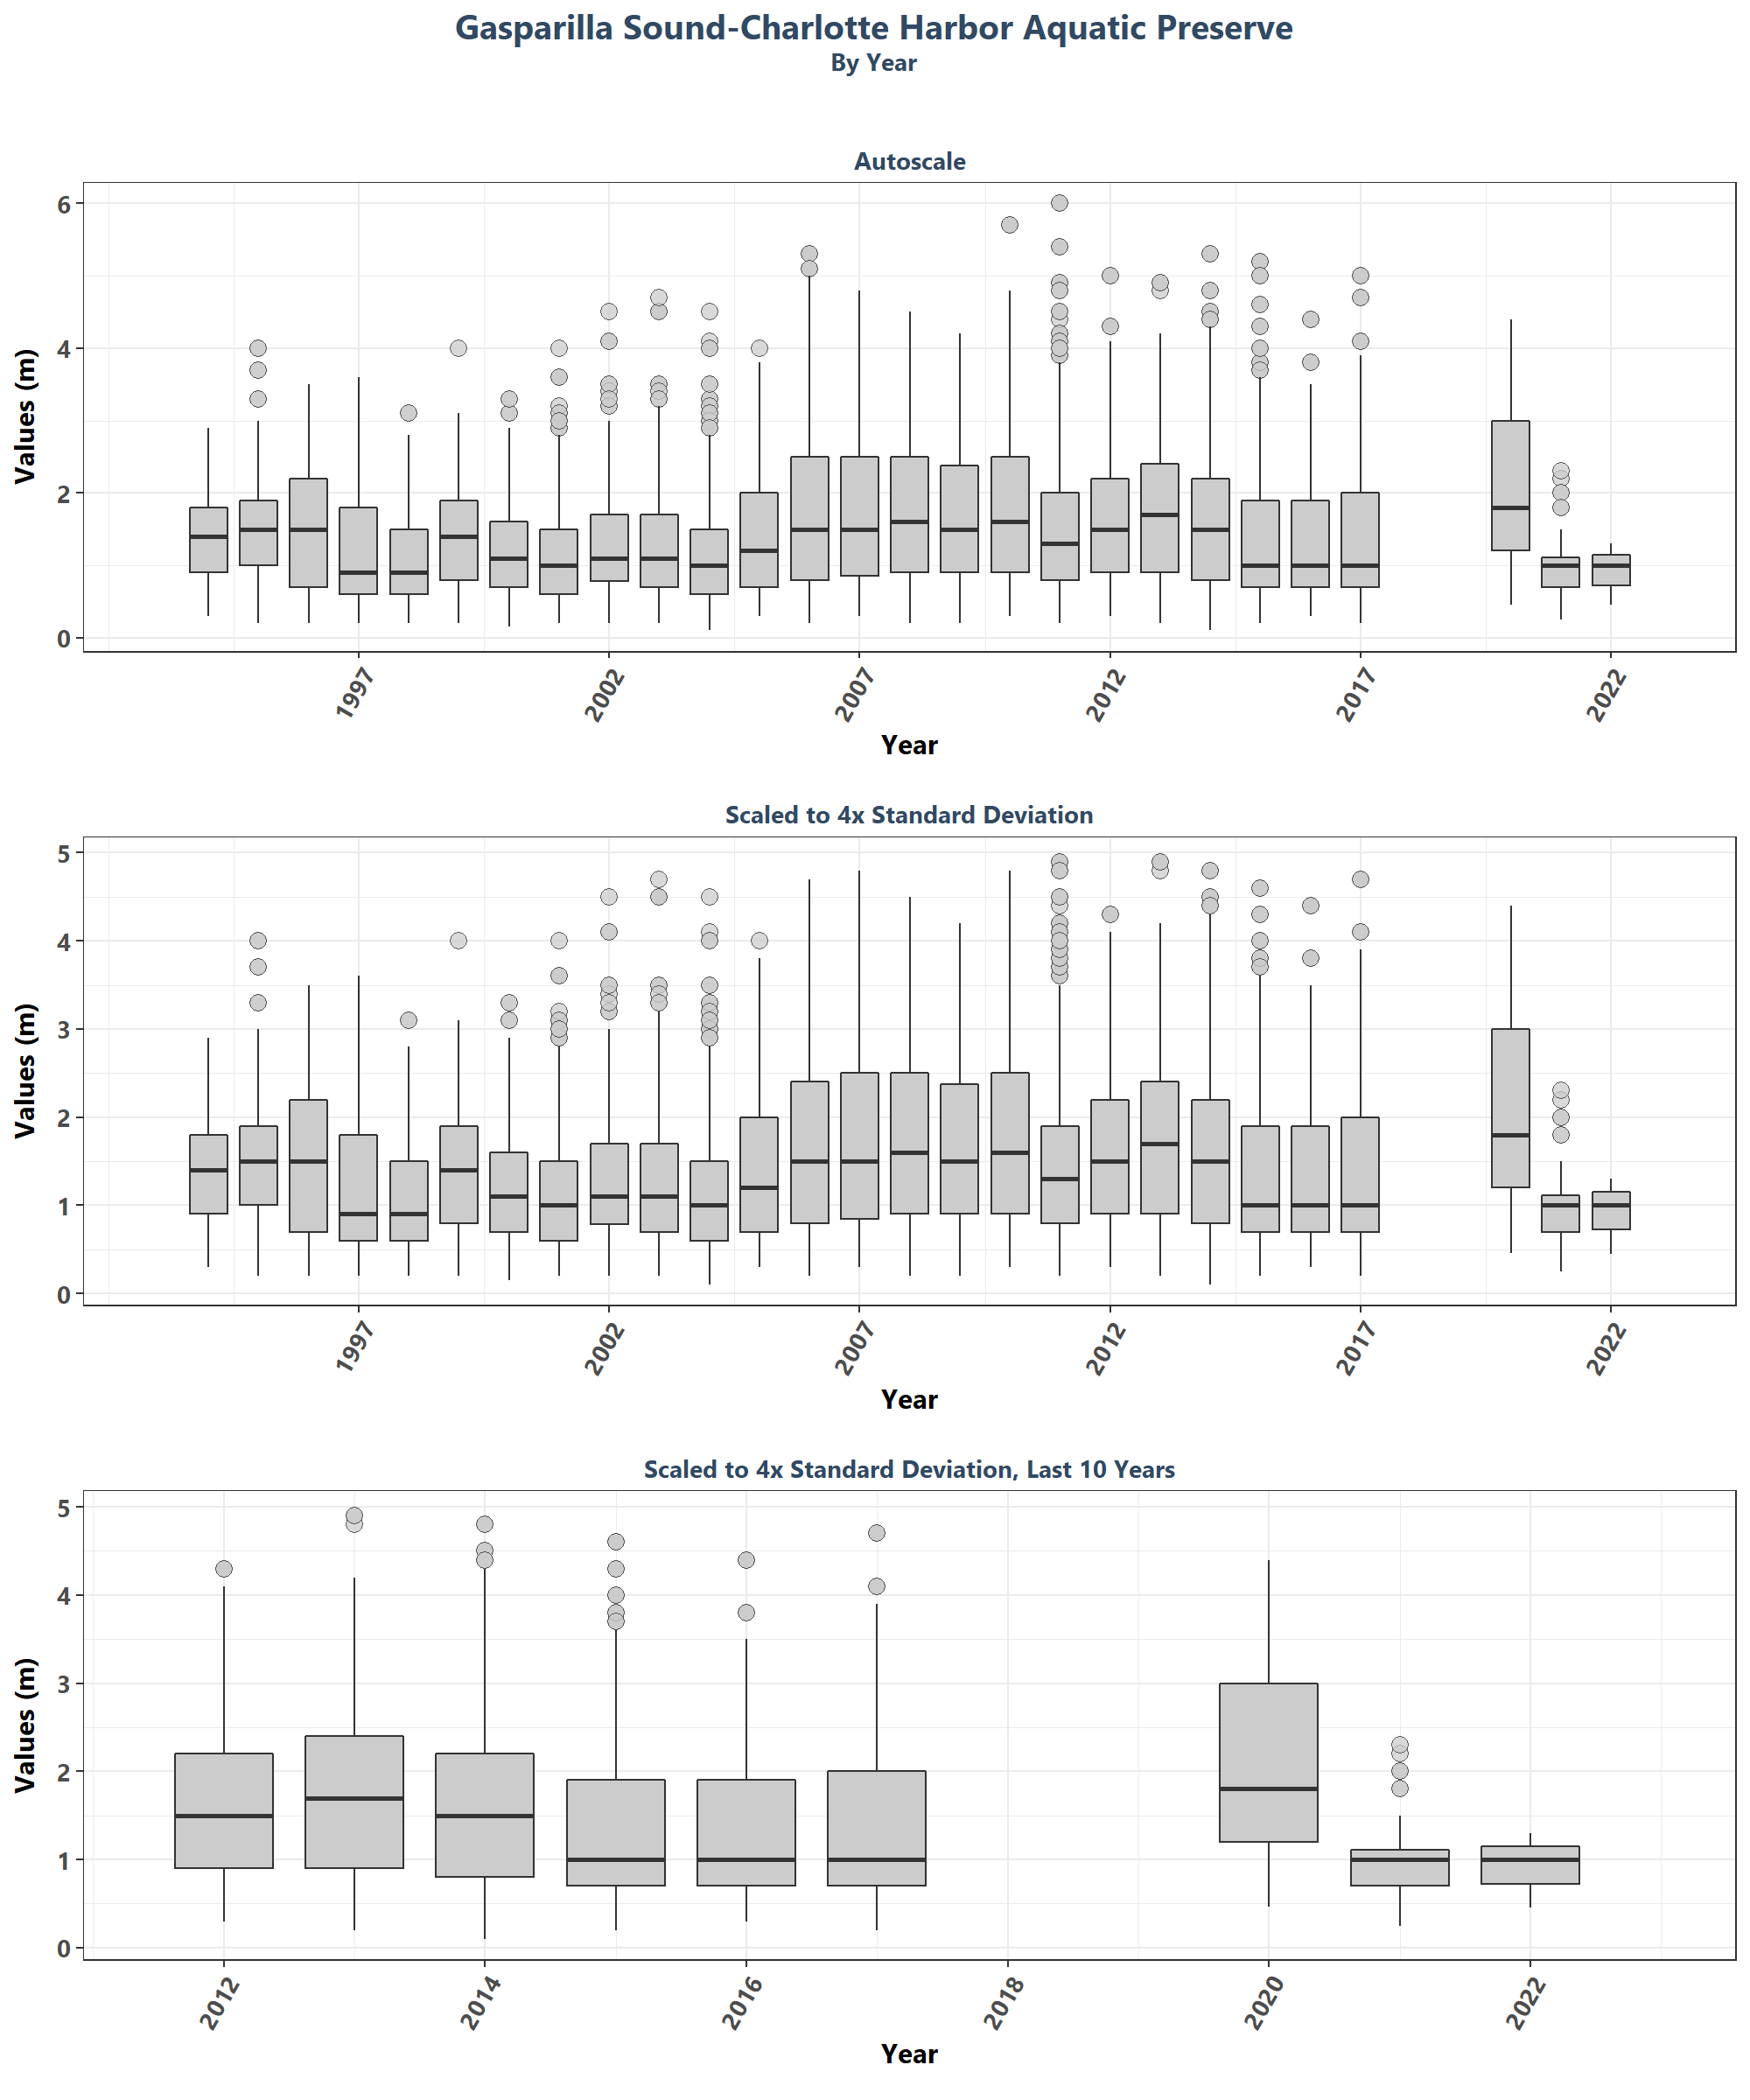 Gasparilla Sound-Charlotte Harbor Aquatic Preserve
By Year
Autoscale
Values (m)
6
4
2
0
1997 2002 2007 2012 2017 2022
Year
Scaled to 4x Standard Deviation
Values (m)
5
4
3
2
1
0
1997 2002 2007 2012 2017 2022
Year
Scaled to 4x Standard Deviation, Last 10 Years
Values (m)
5
4
3
2
1
0
2012 2014 2016 2018 2020 2022
Year